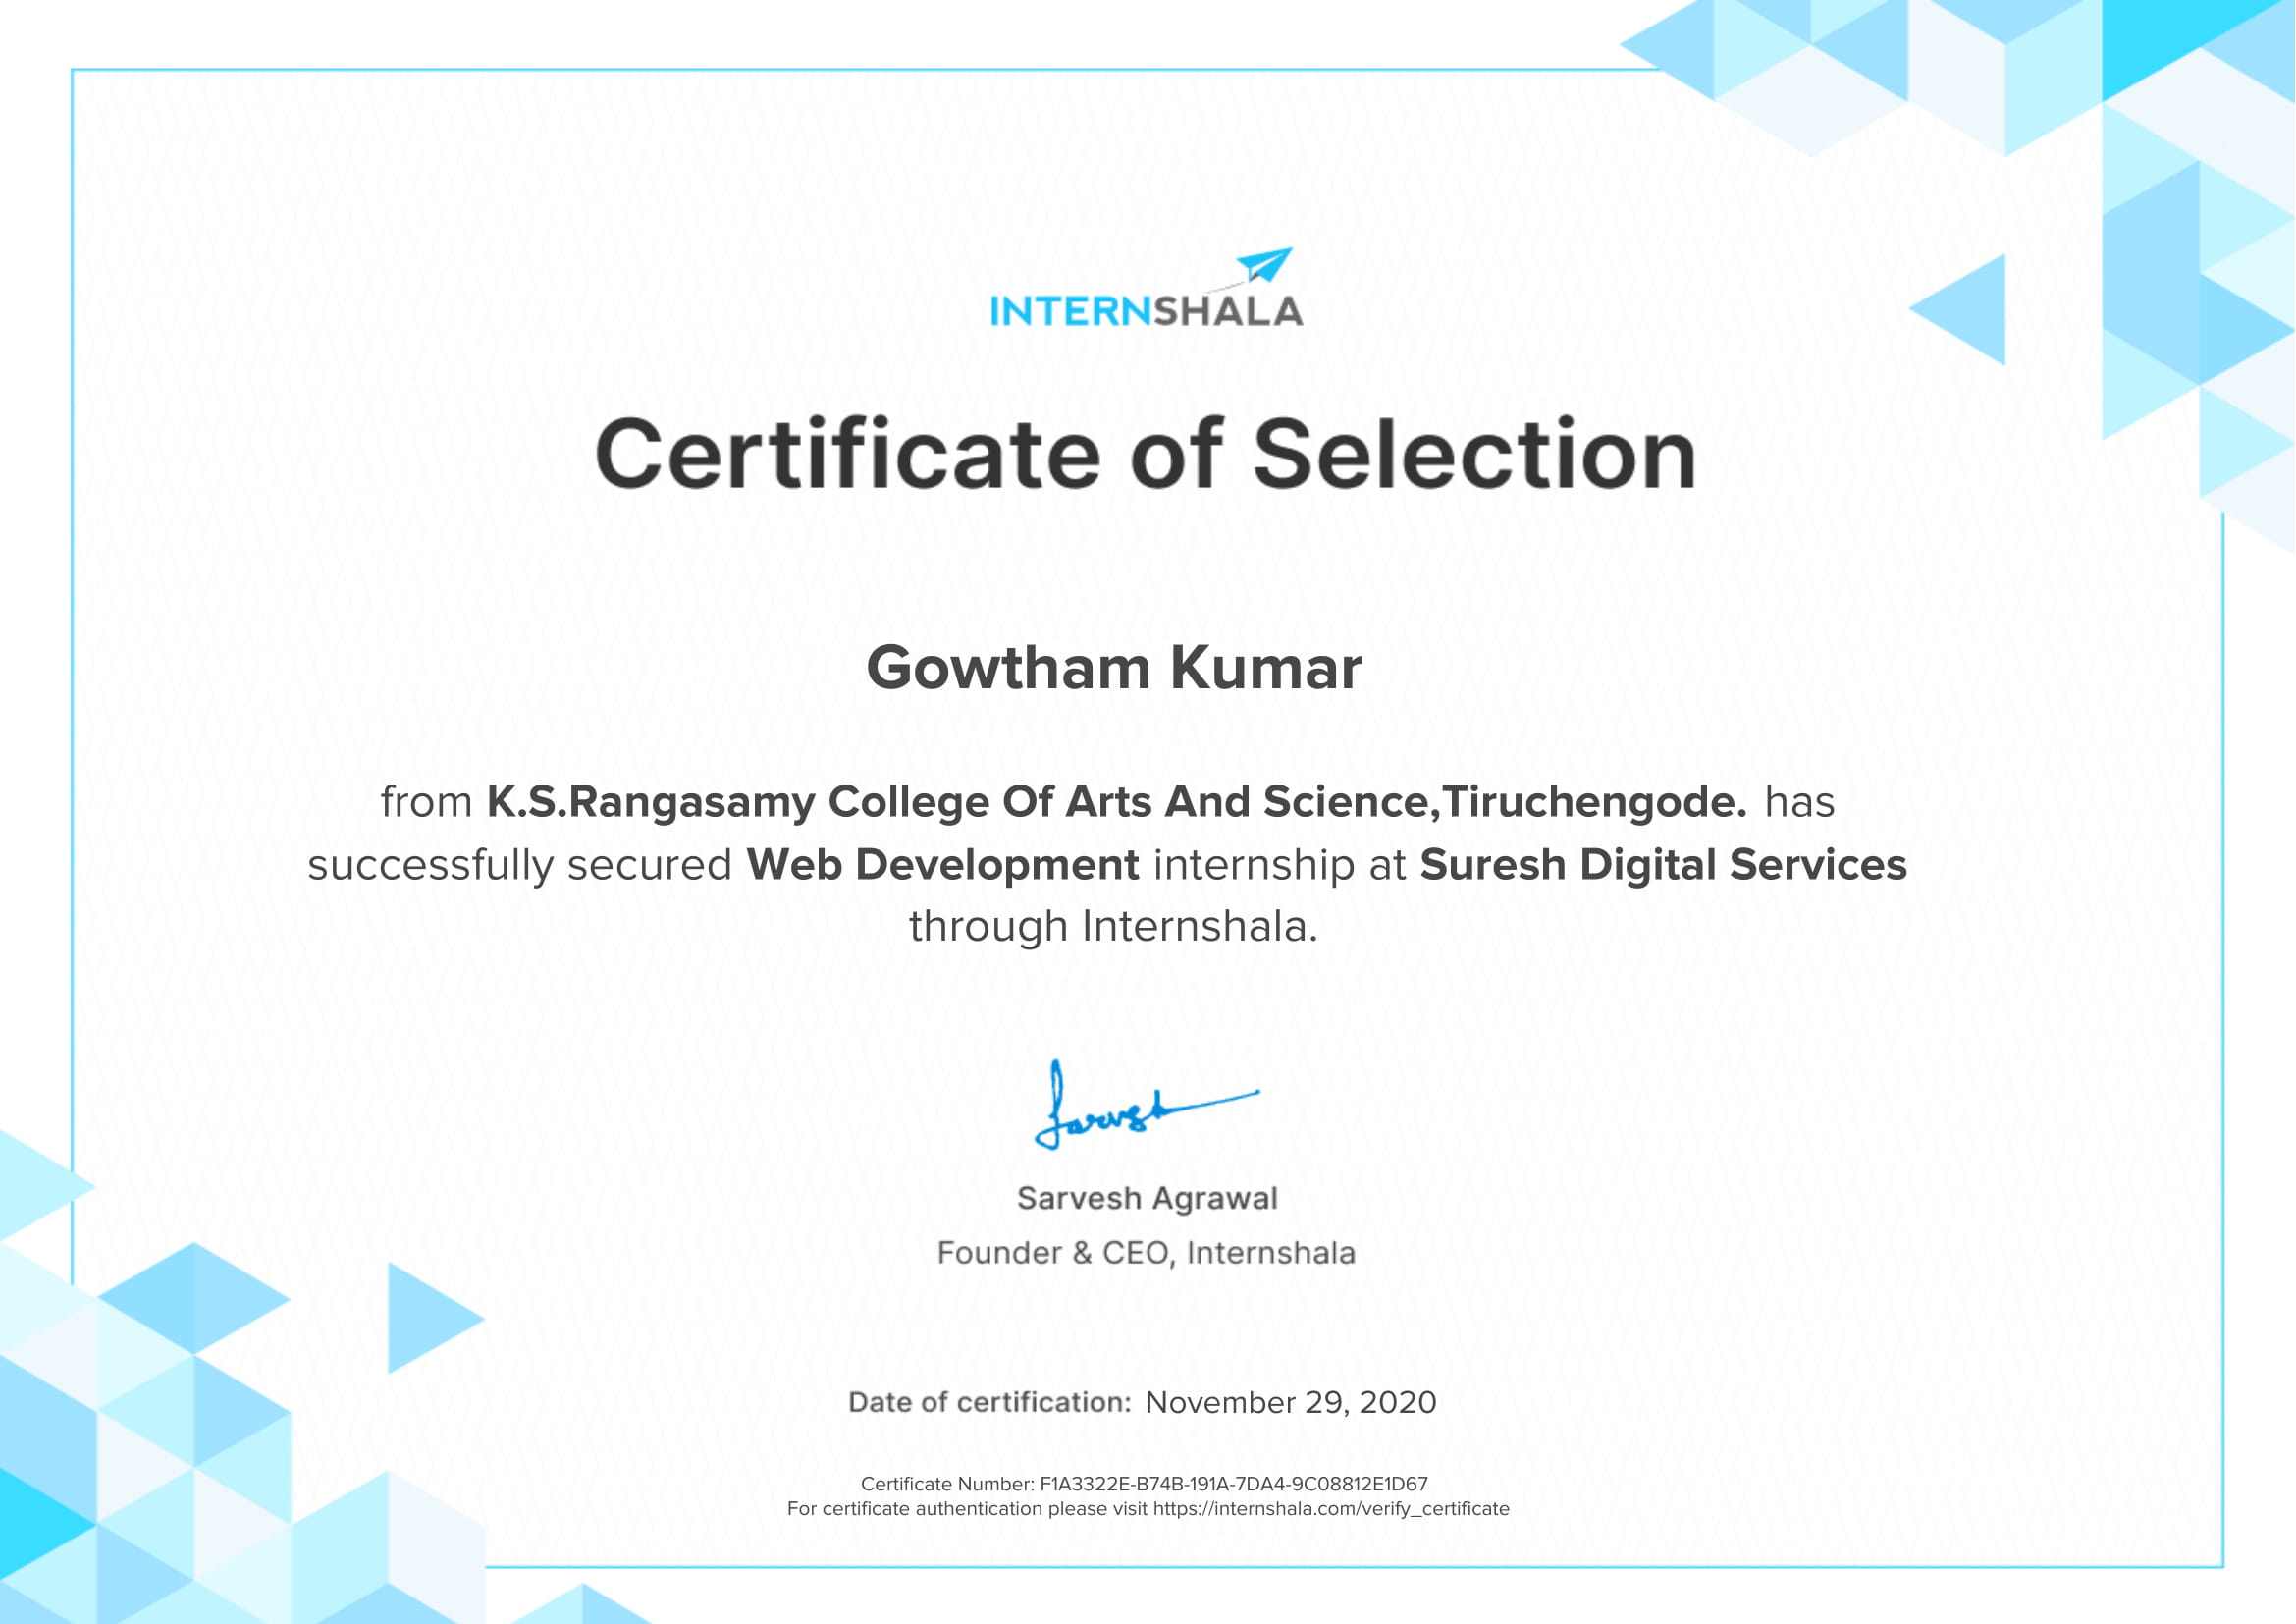 INTERNSHALA
Certificate of Selection
Gowtham Kumar
from K.S.Rangasamy College Of Arts And Science,Tiruchengode. has
successfully secured Web Development internship at Suresh Digital Services
through Internshala.
Sarvesh
Sarvesh Agrawal
Founder & CEO, Internshala
Date of certification: November 29, 2020
Certificate Number: F1A3322E-B74B-191A-7DA4-9C08812E1D67
For certificate authentication please visit https://internshala.com/verify_certificate